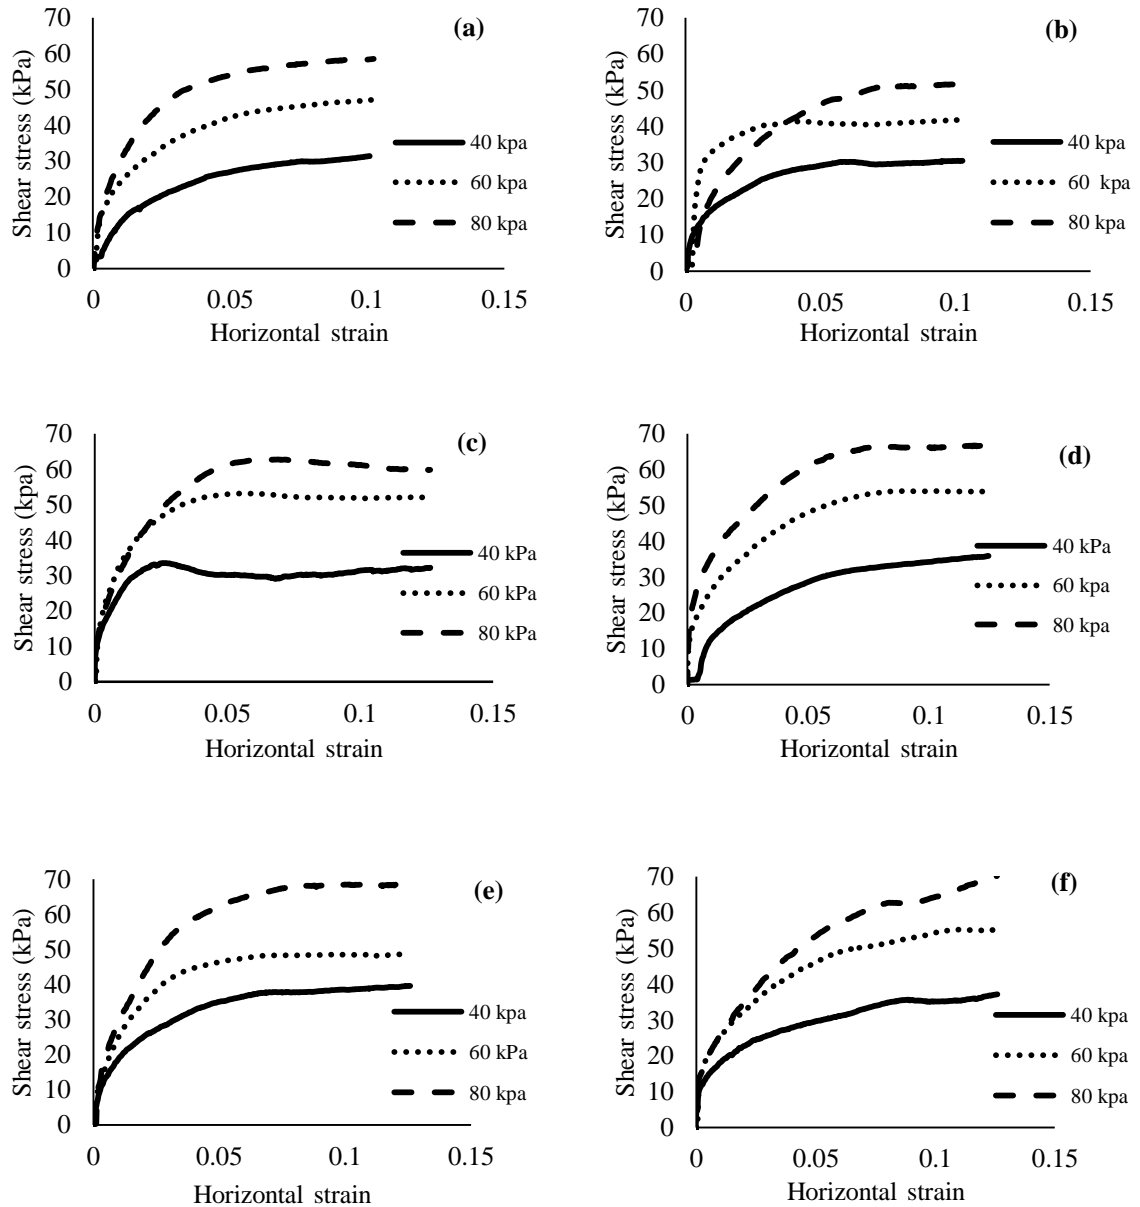 (a)
Shear stress (kPa)
70
60
50
40
30
20
10
0
0
0.05
0.1
0.15
Horizontal strain
40 kpa
60 kpa
80 kpa
(b)
Shear stress (kPa)
70
60
50
40
30
20
10
0
0
0.05
0.1
0.15
Horizontal strain
40 kpa
60 kpa
80 kpa
(c)
Shear stress (kpa)
70
60
50
40
30
20
10
0
0
0.05
0.1
0.15
Horizontal strain
40 kPa
60 kPa
80 kPa
(d)
Shear stress (kPa)
70
60
50
40
30
20
10
0
0
0.05
0.1
0.15
Horizontal strain
40 kPa
60 kpa
80 kpa
(e)
Shear stress (kPa)
70
60
50
40
30
20
10
0
0
0.05
0.1
0.15
Horizontal strain
40 kpa
60 kPa
80 kpa
(f)
Shear stress (kPa)
70
60
50
40
30
20
10
0
0
0.05
0.1
0.15
Horizontal strain
40 kpa
60 kpa
80 kpa